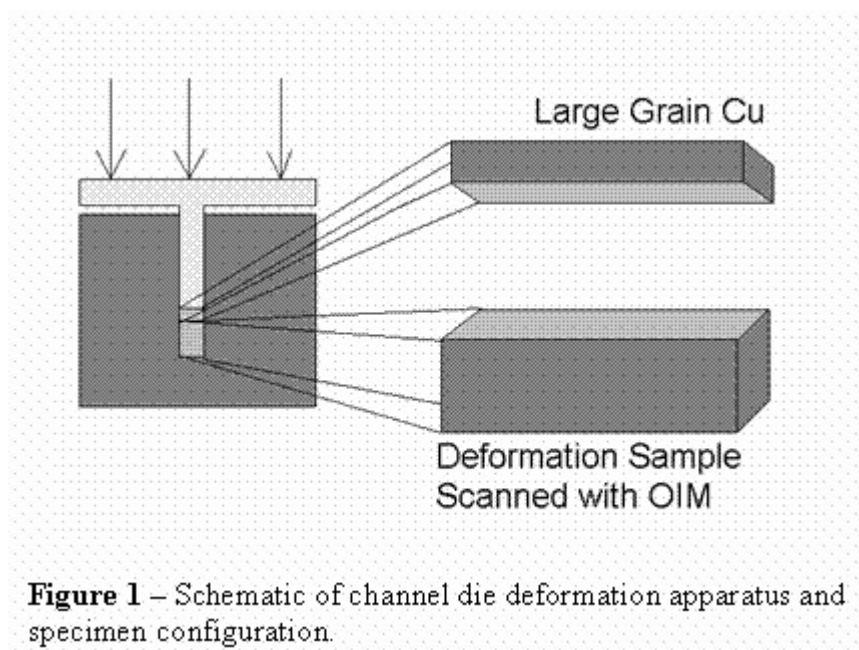 Large Grain Cu
Deformation Sample
Scanned with OIM
Figure 1 – Schematic of channel die deformation apparatus and
specimen configuration.